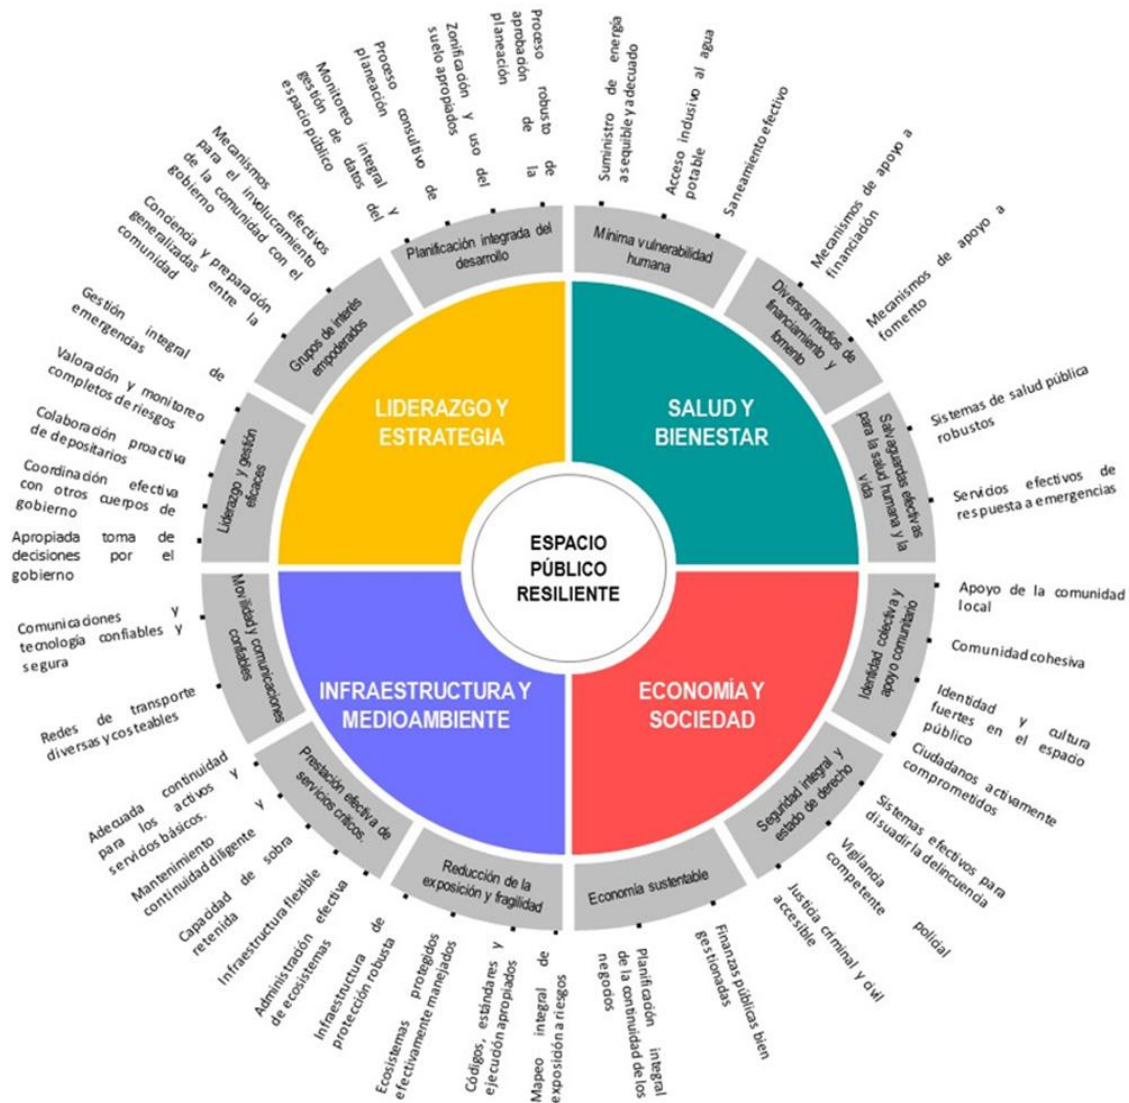 ESPACIO
PÚBLICO
RESILIENTE
LIDERAZGO Y
ESTRATEGIA
SALUD Y
BIENESTAR
ECONOMÍA Y
SOCIEDAD
INFRAESTRUCTURA Y
MEDIOAMBIENTE
Mínima vulnerabilidad
humana
Suministro de energía
asequible y adecuado
Acceso inclusivo al agua
potable
Saneamiento efectivo
Diversos medios de
financiamiento y
fomento
Mecanismos de apoyo a
financiación
Mecanismos de apoyo a
fomento
Salvaguardas efectivas
para la salud humana y la
vida
Sistemas de salud pública
robustos
Servicios efectivos de
respuesta a emergencias
Identidad colectiva y
apoyo comunitario
Apoyo de la comunidad
local
Comunidad cohesiva
Identidad y cultura
fuertes en el espacio
público
Ciudadanos activamente
comprometidos
Seguridad integral y
estado de derecho
Sistemas efectivos para
disuadir la delincuencia
Vigilancia policial
competente
Justicia criminal y civil
accesible
Economía sustentable
Finanzas públicas bien
gestionadas
Planificación integral
de la continuidad de los
negocios
Reducción de la
exposición y fragilidad
Mapeo integral de
exposición a riesgos
Códigos, estándares y
ejecución apropiados
Ecosistemas protegidos
efectivamente manejados
Infraestructura de
protección robusta
Prestación efectiva de
servicios críticos.
Administración efectiva
de ecosistemas
Infraestructura flexible
Capacidad de sobra
retenida
Mantenimiento y
continuidad diligente
Adecuada continuidad
para los activos y
servicios básicos.
Movilidad y comunicaciones
confiables
Redes de transporte
diversas y costeables
Comunicaciones y
tecnología confiables y
segura
Liderazgo y gestión
eficaces
Apropiada toma de
decisiones por el
gobierno
Coordinación efectiva
con otros cuerpos de
gobierno
Colaboración proactiva
de depositarios
Valoración y monitoreo
completos de riesgos
Gestión integral de
emergencias
Grupos de interés
empoderados
Conciencia y preparación
generalizadas entre la
comunidad
Mecanismos efectivos
para el involucramiento
de la comunidad con el
gobierno
Planificación integrada del
desarrollo
Monitoreo integral y
gestión de datos del
espacio público
Proceso consultivo de
planeación
Zonificación y uso del
suelo apropiados
Proceso robusto de
aprobación de la
planeación